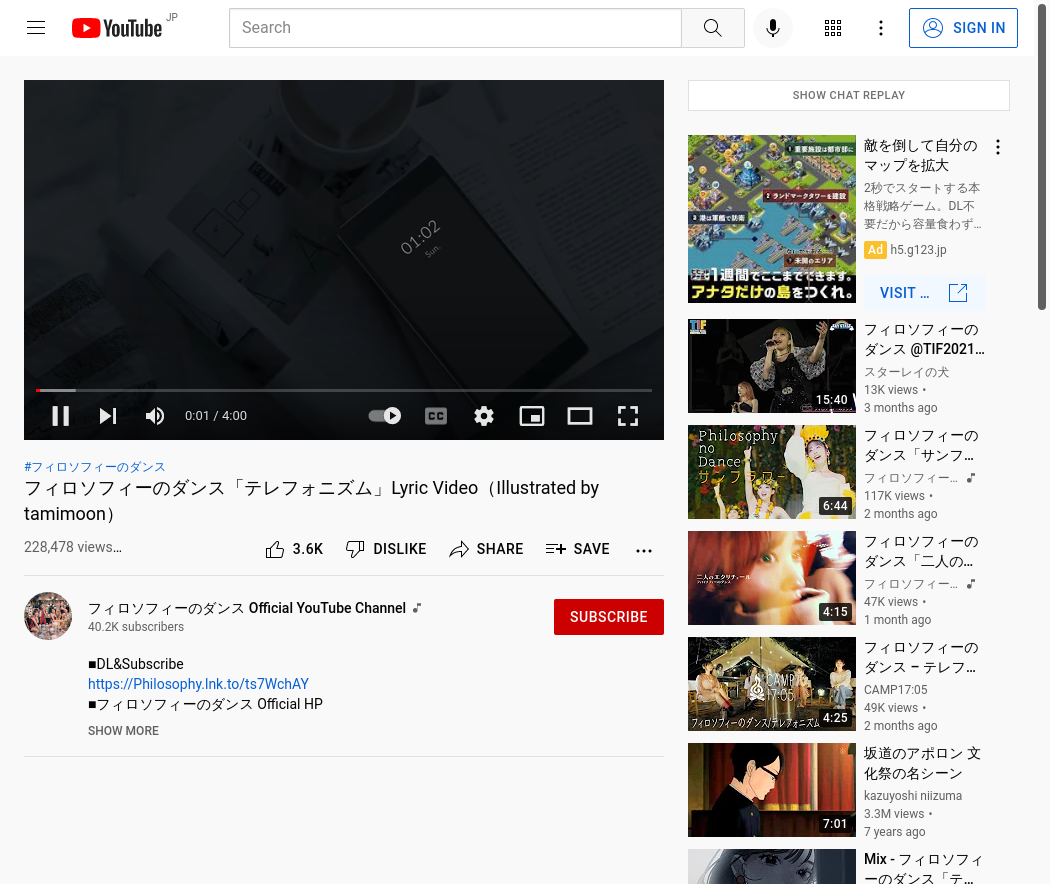 YouTube JP
Search
SIGN IN
01:02
Sun.
0:01 / 4:00
CC
#フィロソフィーのダンス
フィロソフィーのダンス「テレフォニズム」Lyric Video（Illustrated by
tamimoon）
228,478 views...
3.6K
DISLIKE
SHARE
SAVE
フィロソフィーのダンス Official YouTube Channel
40.2K subscribers
SUBSCRIBE
■DL&Subscribe
https://Philosophy.lnk.to/ts7WchAY
■フィロソフィーのダンス Official HP
SHOW MORE
SHOW CHAT REPLAY
1 重要施設は都市部に
2 ランドマークタワーを建設
3 港は軍艦で防衛
未開のエリア
1週間でここまでできます。
アナタだけの島をつくれ。
敵を倒して自分の
マップを拡大
2秒でスタートする本
格戦略ゲーム。DL不
要だから容量食わず...
Ad h5.g123.jp
VISIT ...
TIF
15:40
フィロソフィーの
ダンス @TIF2021...
スターレイの犬
13K views •
3 months ago
Philosophy
no
Dance
サンフラワー
6:44
フィロソフィーの
ダンス「サンフ...
フィロソフィー...
117K views •
2 months ago
二人のエクリチュール
フィロソフィーのダンス
4:15
フィロソフィーの
ダンス「二人の...
フィロソフィー...
47K views •
1 month ago
CAMP
17:05
フィロソフィーのダンス/テレフォニズム
4:25
フィロソフィーの
ダンス – テレフ...
CAMP17:05
49K views •
2 months ago
7:01
坂道のアポロン 文
化祭の名シーン
kazuyoshi niizuma
3.3M views •
7 years ago
Mix - フィロソフィ
ーのダンス「テ...